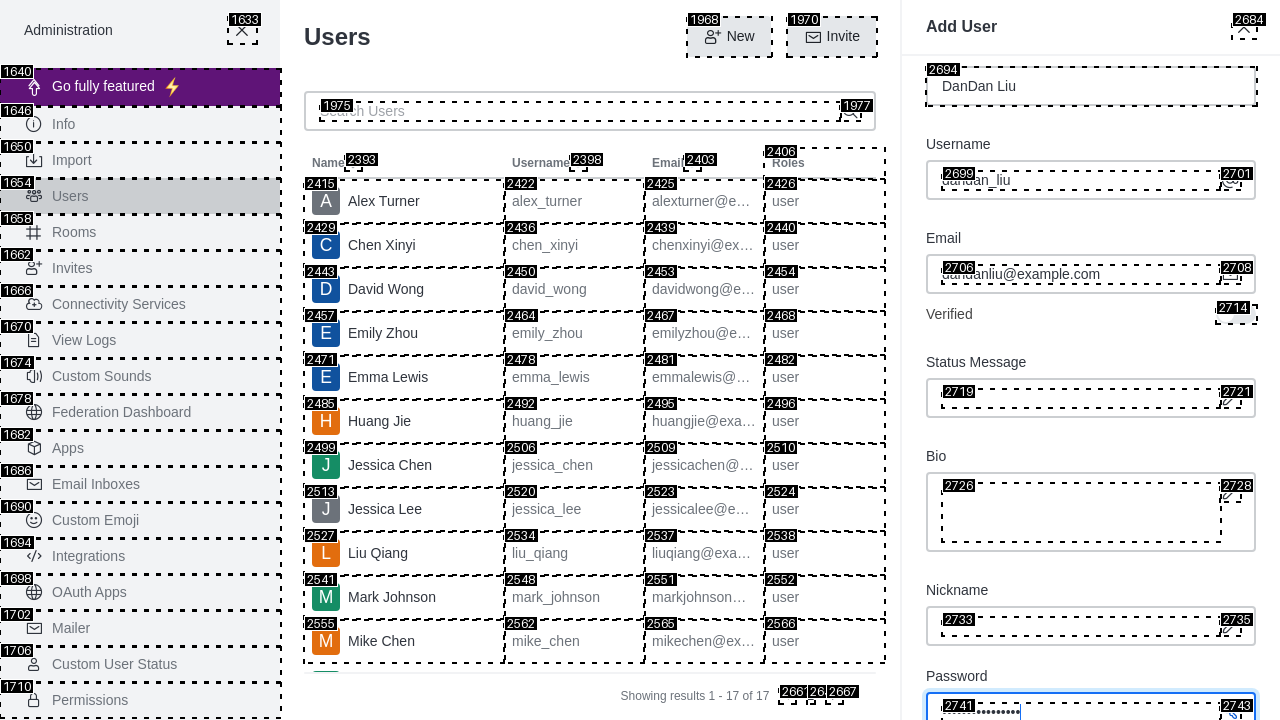 Administration
1633
1640
Go fully featured
1646
Info
1650
Import
1654
Users
1658
Rooms
1662
Invites
1666
Connectivity Services
1670
View Logs
1674
Custom Sounds
1678
Federation Dashboard
1682
Apps
1686
Email Inboxes
1690
Custom Emoji
1694
Integrations
1698
OAuth Apps
1702
Mailer
1706
Custom User Status
1710
Permissions
Users
1968
New
1970
Invite
1975
Search Users
1977
Name 2393 Username 2398 Email 2403 2406 Roles
2415 2422 2425 2426
A Alex Turner alex_turner alexturner@e… user
2429 2436 2439 2440
C Chen Xinyi chen_xinyi chenxinyi@ex… user
2443 2450 2453 2454
D David Wong david_wong davidwong@e… user
2457 2464 2467 2468
E Emily Zhou emily_zhou emilyzhou@e… user
2471 2478 2481 2482
E Emma Lewis emma_lewis emmalewis@… user
2485 2492 2495 2496
H Huang Jie huang_jie huangjie@exa… user
2499 2506 2509 2510
J Jessica Chen jessica_chen jessicachen@… user
2513 2520 2523 2524
J Jessica Lee jessica_lee jessicalee@e… user
2527 2534 2537 2538
L Liu Qiang liu_qiang liuqiang@exa… user
2541 2548 2551 2552
M Mark Johnson mark_johnson markjohnson… user
2555 2562 2565 2566
M Mike Chen mike_chen mikechen@ex… user
Showing results 1 - 17 of 17
2667
Add User
2684
2694
DanDan Liu
Username
2699
dandan_liu
2701
Email
2706
dandanliu@example.com
2708
Verified
2714
Status Message
2719
2721
Bio
2726
2728
Nickname
2733
2735
Password
2741
2743